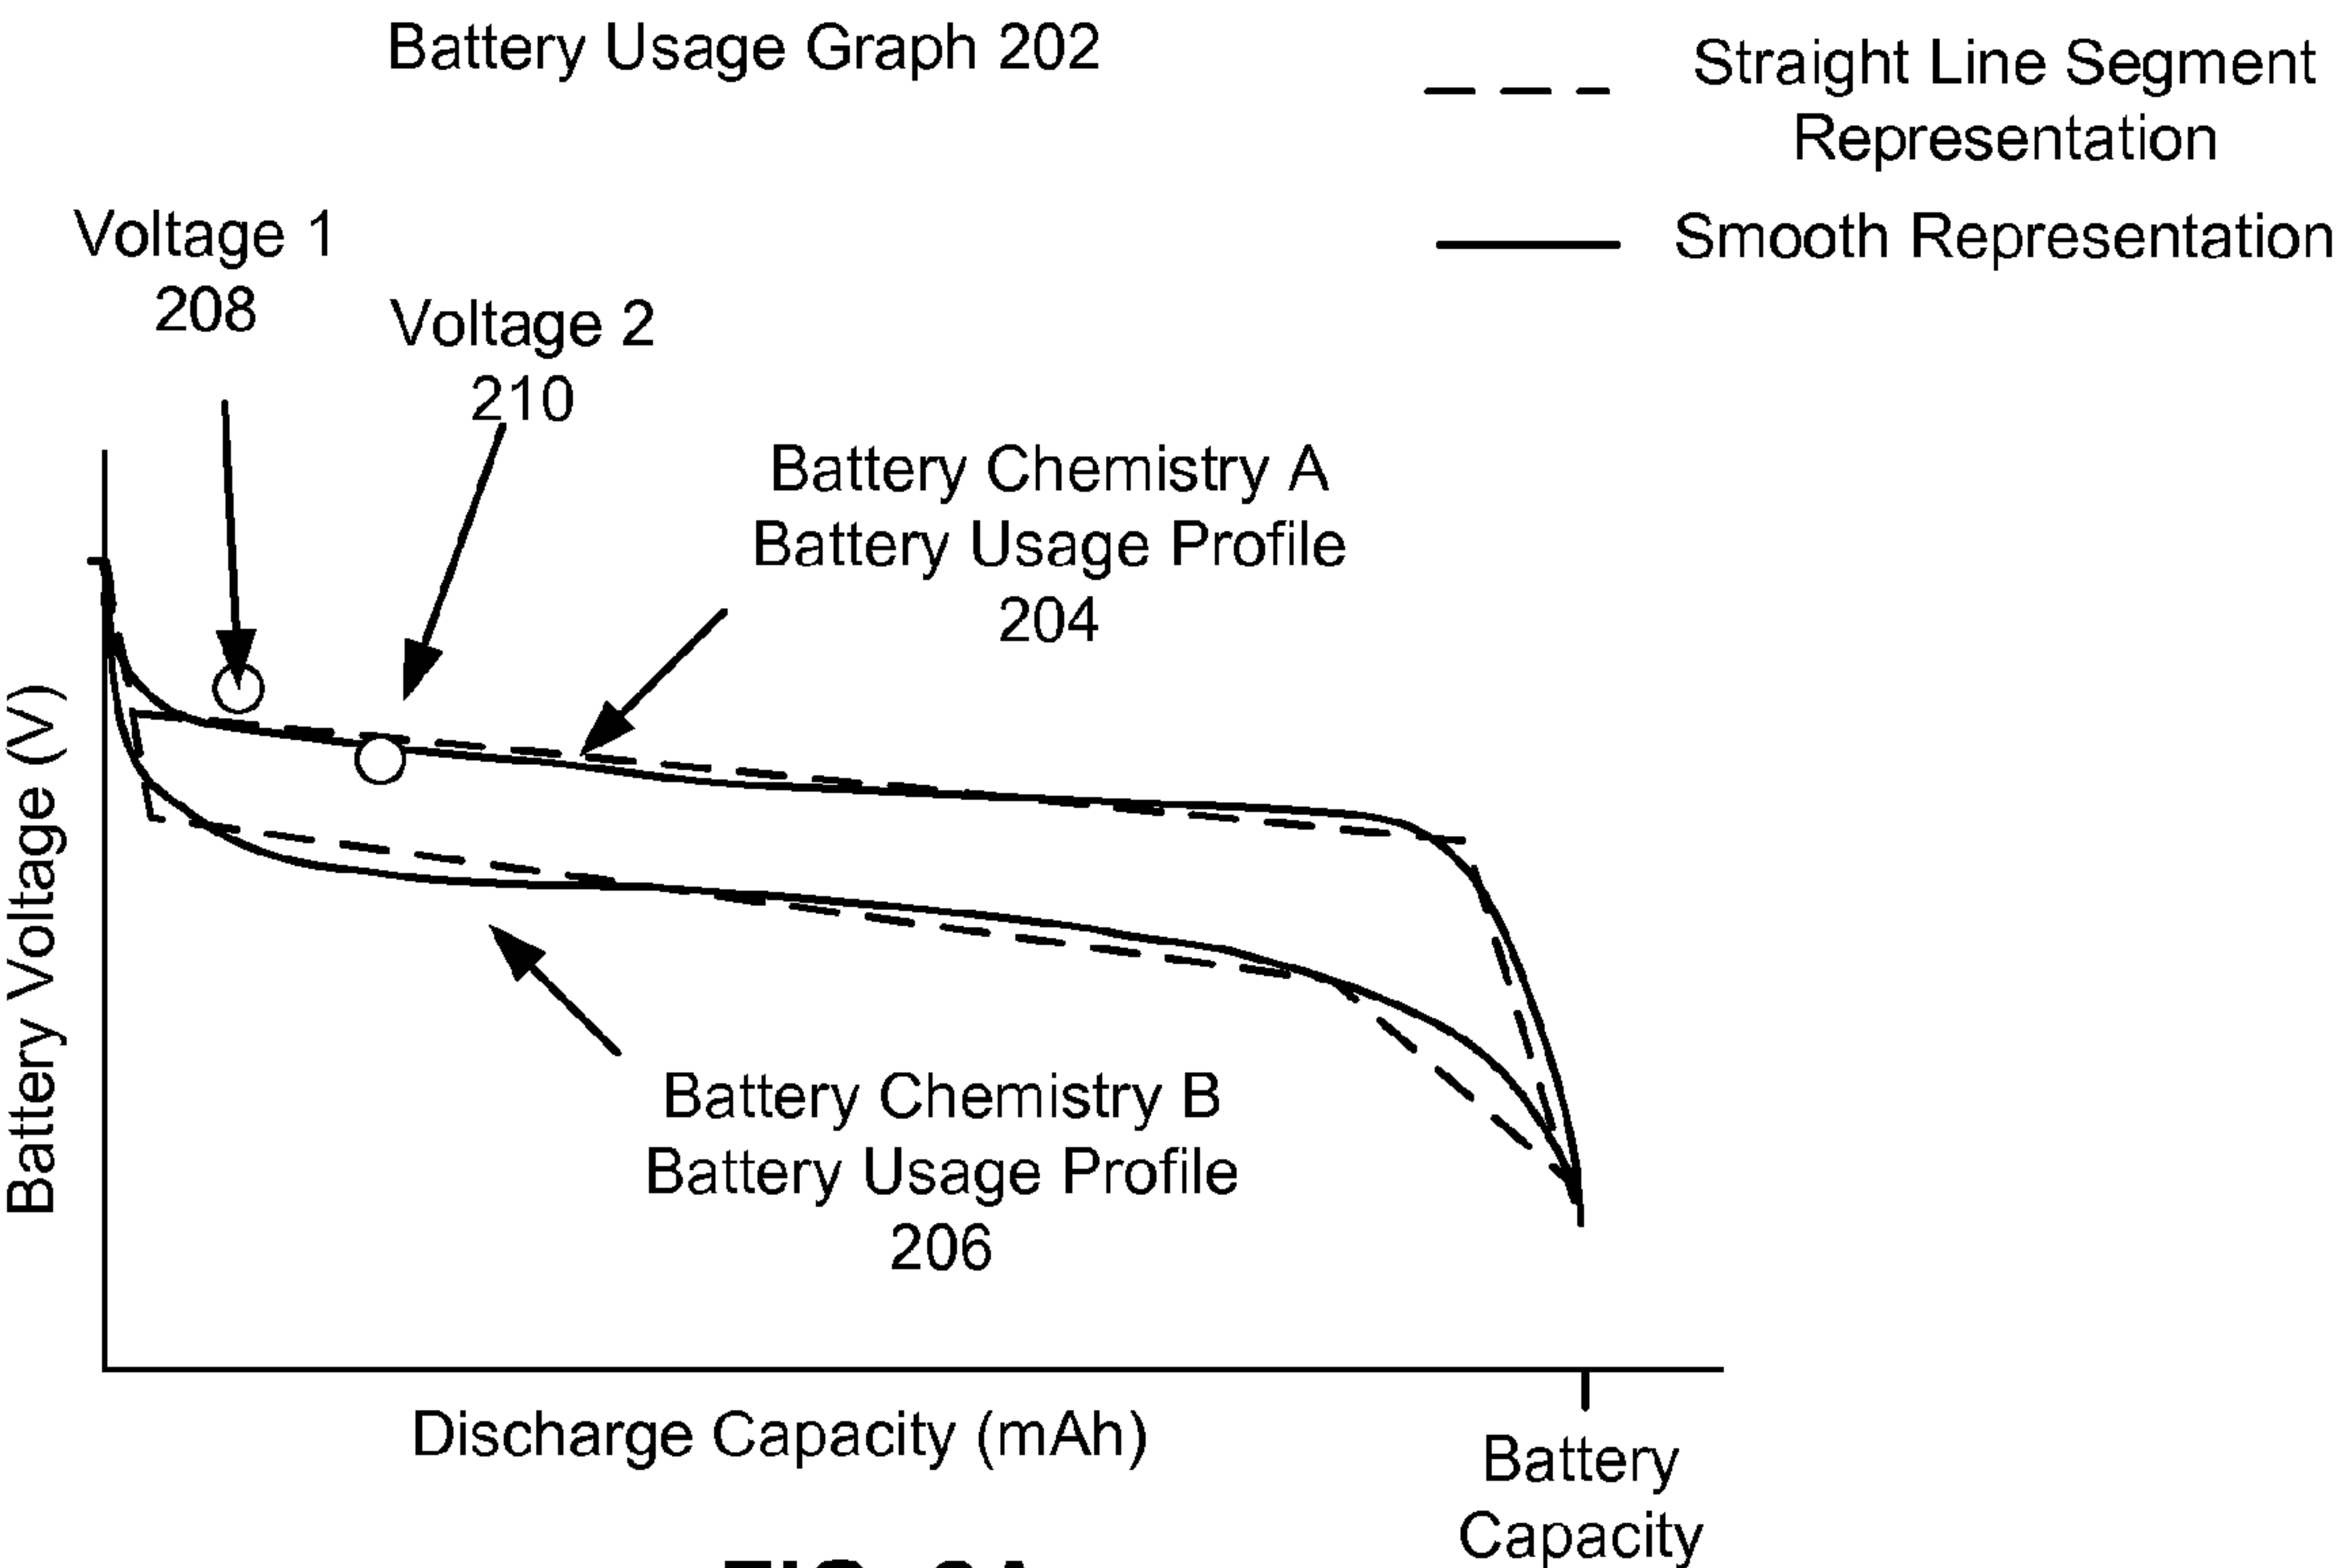 Battery Usage Graph 202
Straight Line Segment
Representation
Smooth Representation
Voltage 1
208
Voltage 2
210
Battery Chemistry A
Battery Usage Profile
204
Battery Voltage (V)
Battery Chemistry B
Battery Usage Profile
206
Discharge Capacity (mAh)
Battery
Capacity